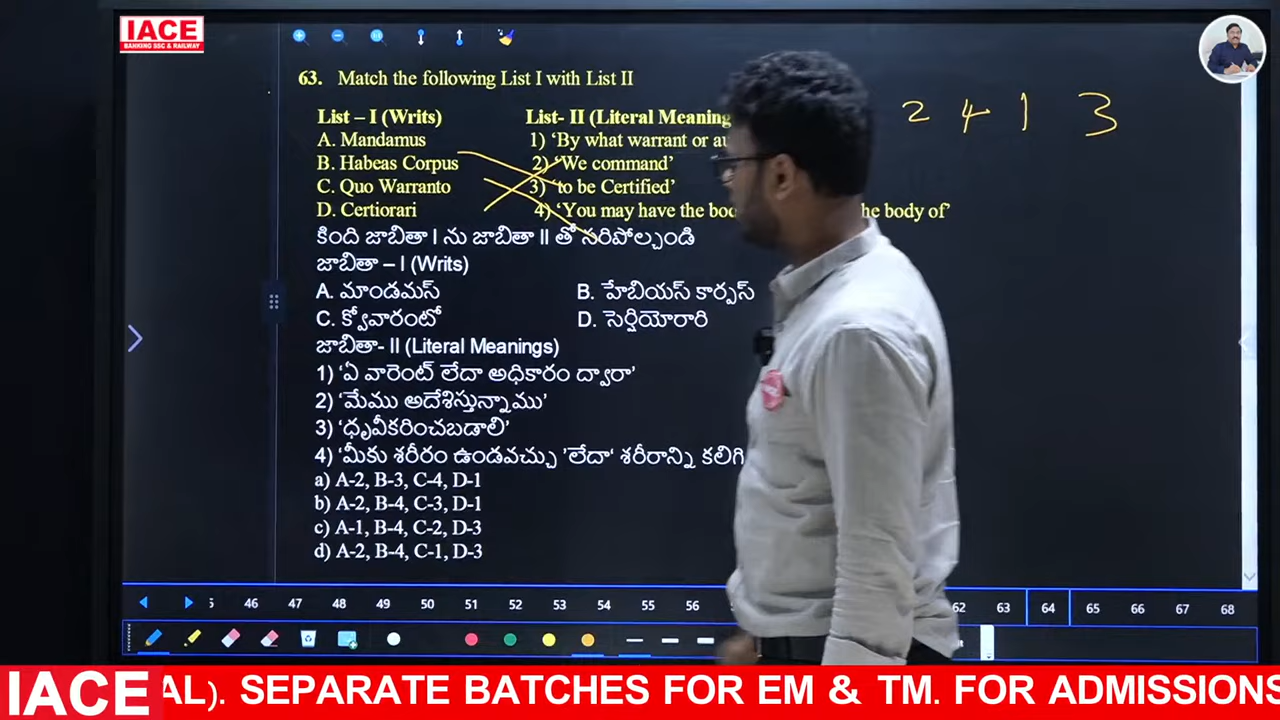 IACE
BANKING SSC & RAILWAY
63. Match the following List I with List II
2 4 1 3
List – I (Writs) List- II (Literal Meaning
A. Mandamus 1) ‘By what warrant or au
B. Habeas Corpus 2) ‘We command’
C. Quo Warranto 3) ‘to be Certified’
D. Certiorari 4) ‘You may have the bod he body of’
కింది జాబితా I ను జాబితా II తో సరిపోల్చండి
జాబితా – I (Writs)
A. మాండమస్ B. హేబియస్ కార్పస్
C. క్వోవారంటో D. సెర్షియోరారి
జాబితా- II (Literal Meanings)
1) ‘ఏ వారెంట్ లేదా అధికారం ద్వారా’
2) ‘మేము అదేశిస్తున్నాము’
3) ‘ధృవీకరించబడాలి’
4) ‘మీకు శరీరం ఉండవచ్చు ’లేదా‘ శరీరాన్ని కలిగి
a) A-2, B-3, C-4, D-1
b) A-2, B-4, C-3, D-1
c) A-1, B-4, C-2, D-3
d) A-2, B-4, C-1, D-3
5 46 47 48 49 50 51 52 53 54 55 56 62 63 64 65 66 67 68
IACE AL). SEPARATE BATCHES FOR EM & TM. FOR ADMISSIONS